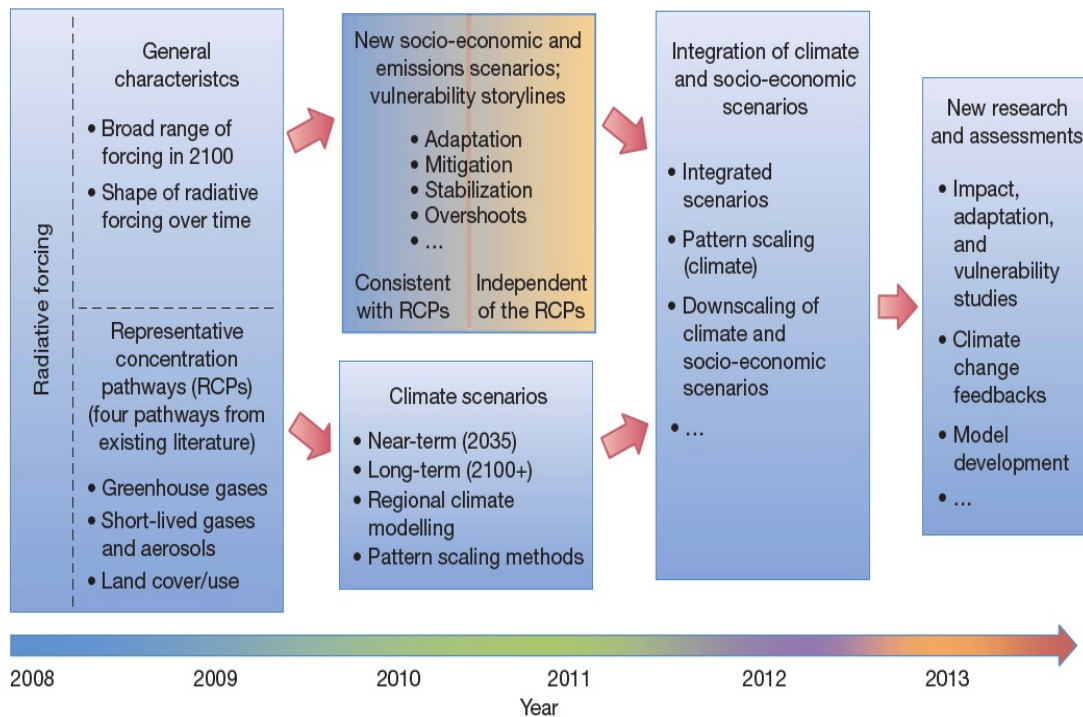 Radiative forcing
General
characteristcs
• Broad range of
forcing in 2100
• Shape of radiative
forcing over time
Representative
concentration
pathways (RCPs)
(four pathways from
existing literature)
• Greenhouse gases
• Short-lived gases
and aerosols
• Land cover/use
New socio-economic and
emissions scenarios;
vulnerability storylines
• Adaptation
• Mitigation
• Stabilization
• Overshoots
• ...
Consistent
with RCPs
Independent
of the RCPs
Climate scenarios
• Near-term (2035)
• Long-term (2100+)
• Regional climate
modelling
• Pattern scaling methods
Integration of climate
and socio-economic
scenarios
• Integrated
scenarios
• Pattern scaling
(climate)
• Downscaling of
climate and
socio-economic
scenarios
• ...
New research
and assessments
• Impact,
adaptation,
and
vulnerability
studies
• Climate
change
feedbacks
• Model
development
• ...
2008 2009 2010 2011 2012 2013
Year